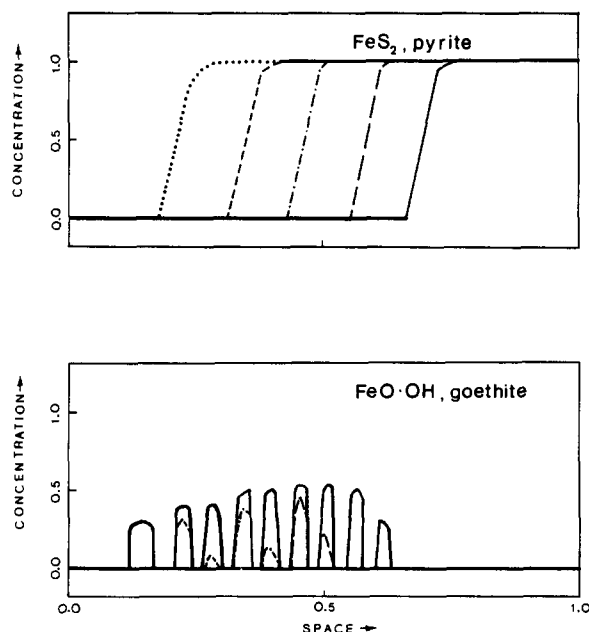 FeS₂, pyrite
CONCENTRATION→
1.0
0.5
0.0
FeO·OH, goethite
CONCENTRATION→
1.0
0.5
0.0
0.0
0.5
1.0
SPACE →